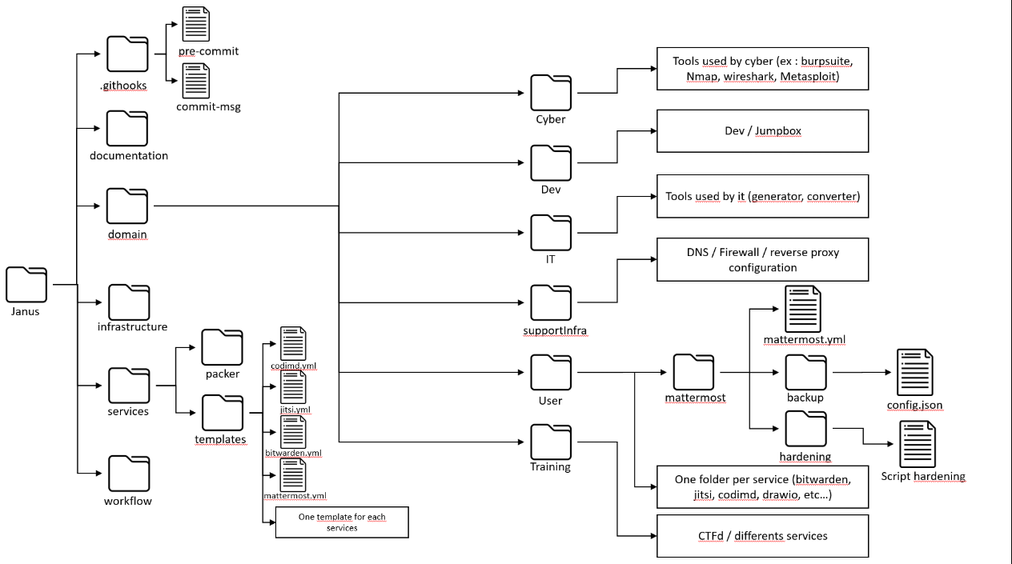 pre-commit
.githooks
commit-msg
documentation
domain
Janus
infrastructure
services
packer
templates
codimd.yml
jitsi.yml
bitwarden.yml
mattermost.yml
One template for each
services
workflow
Cyber
Tools used by cyber (ex : burpsuite,
Nmap, wireshark, Metasploit)
Dev
Dev / Jumpbox
IT
Tools used by it (generator, converter)
supportInfra
DNS / Firewall / reverse proxy
configuration
User
mattermost
mattermost.yml
backup
config.json
hardening
Script hardening
One folder per service (bitwarden,
jitsi, codimd, drawio, etc...)
Training
CTFd / differents services